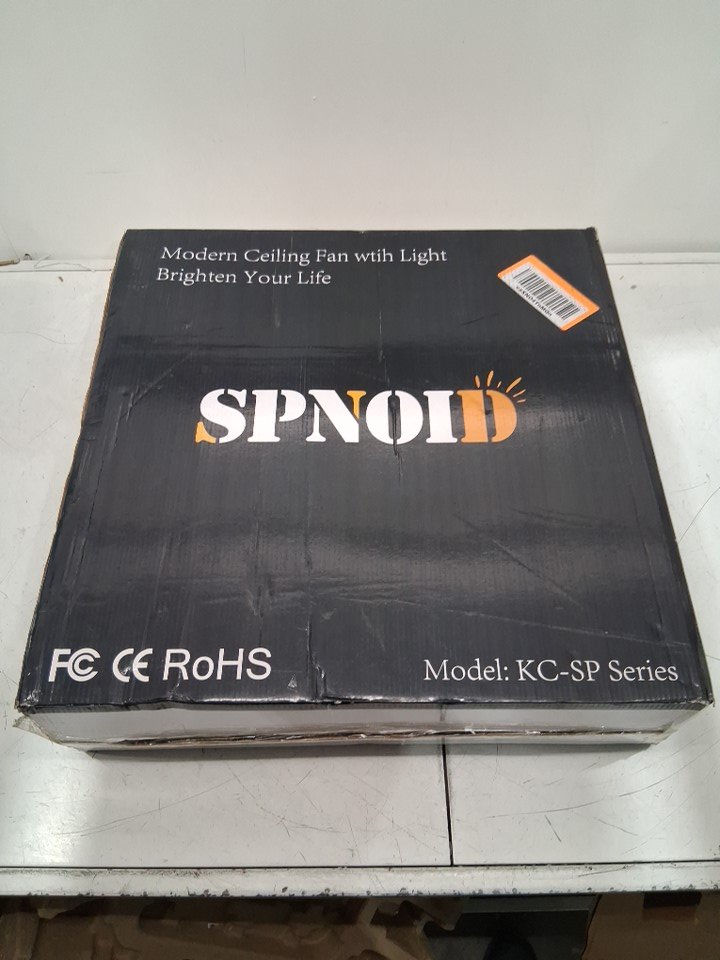 Modern Ceiling Fan wtih Light
Brighten Your Life
SPNOID
FC CE RoHS
Model: KC-SP Series